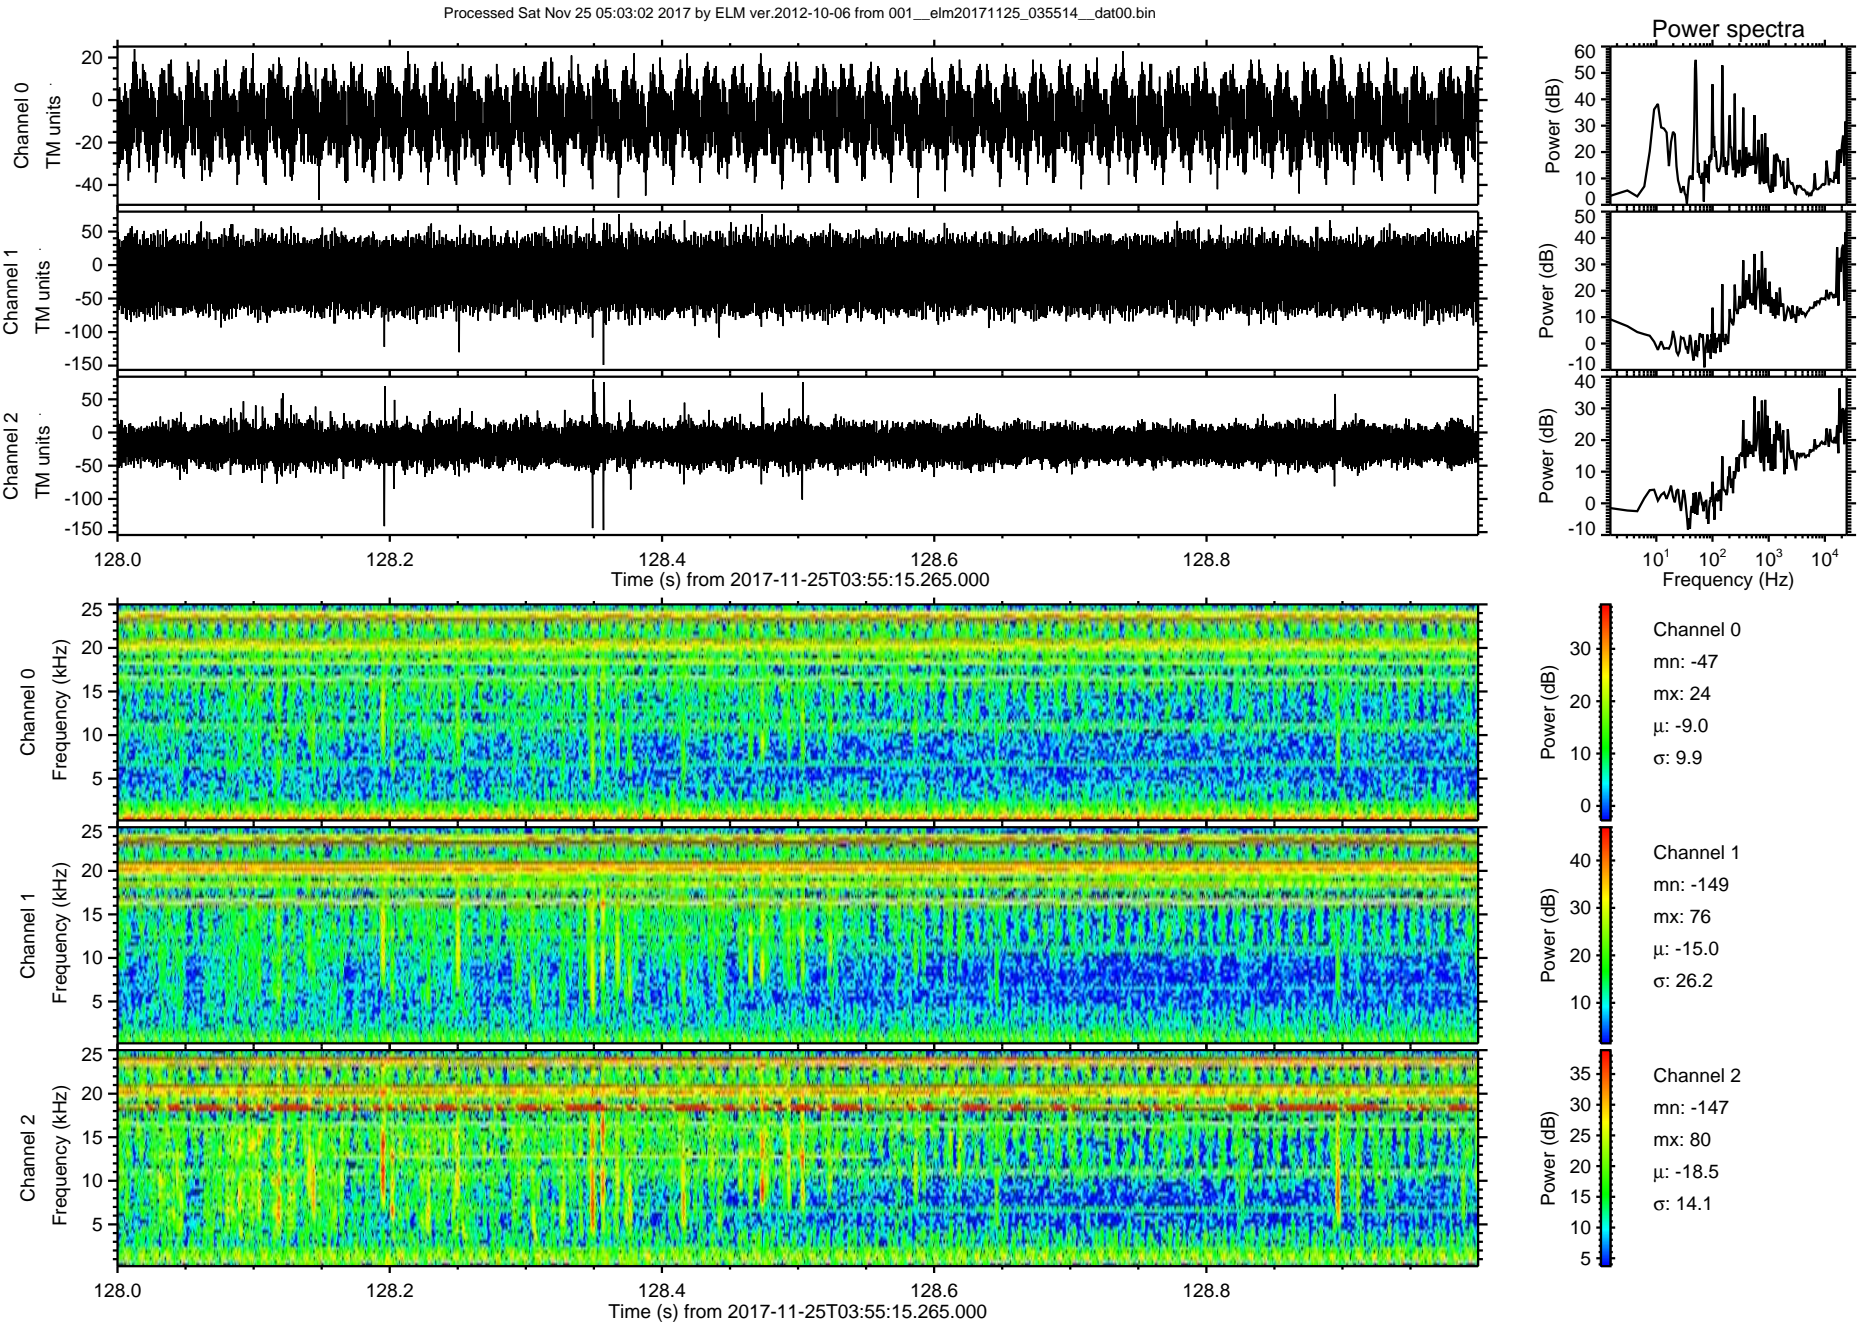 Processed Sat Nov 25 05:03:02 2017 by ELM ver.2012-10-06 from 001__elm20171125_035514__dat00.bin
Power spectra
Channel 0
TM units
20
0
-20
-40
Power (dB)
60
50
40
30
20
10
0
Channel 1
TM units
50
0
-50
-100
-150
Power (dB)
50
40
30
20
10
0
-10
Channel 2
TM units
50
0
-50
-100
-150
Power (dB)
40
30
20
10
0
-10
128.0 128.2 128.4 128.6 128.8
Time (s) from 2017-11-25T03:55:15.265.000
10^1 10^2 10^3 10^4
Frequency (Hz)
Channel 0
Frequency (kHz)
25
20
15
10
5
Power (dB)
30
20
10
0
Channel 0
mn: -47
mx: 24
μ: -9.0
σ: 9.9
Channel 1
Frequency (kHz)
25
20
15
10
5
Power (dB)
40
30
20
10
Channel 1
mn: -149
mx: 76
μ: -15.0
σ: 26.2
Channel 2
Frequency (kHz)
25
20
15
10
5
Power (dB)
35
30
25
20
15
10
5
Channel 2
mn: -147
mx: 80
μ: -18.5
σ: 14.1
128.0 128.2 128.4 128.6 128.8
Time (s) from 2017-11-25T03:55:15.265.000